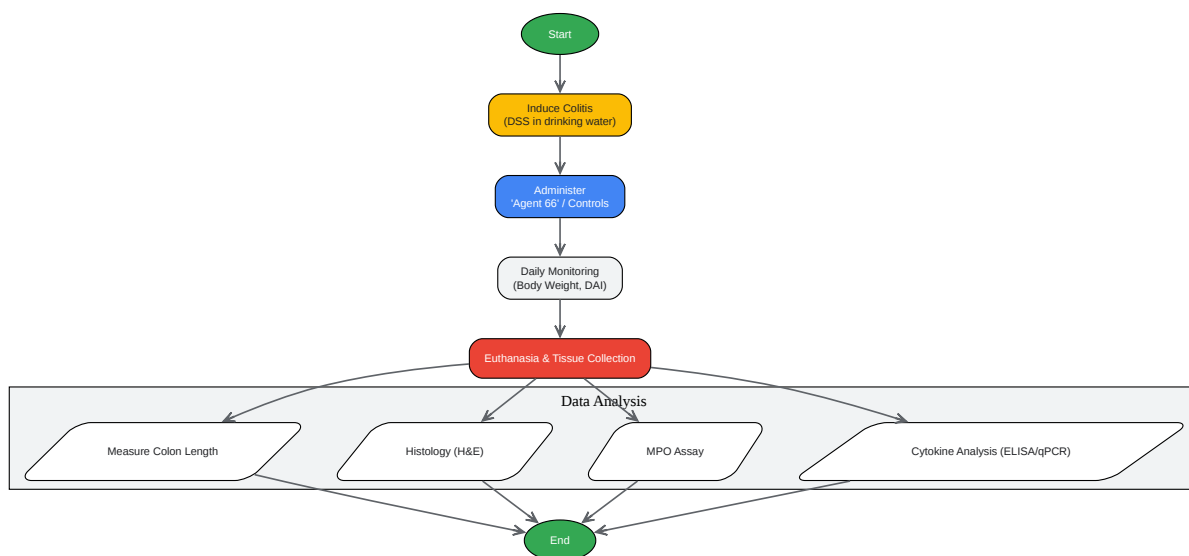 Start
Induce Colitis
(DSS in drinking water)
Administer
'Agent 66' / Controls
Daily Monitoring
(Body Weight, DAI)
Euthanasia & Tissue Collection
Data Analysis
Measure Colon Length
Histology (H&E)
MPO Assay
Cytokine Analysis (ELISA/qPCR)
End